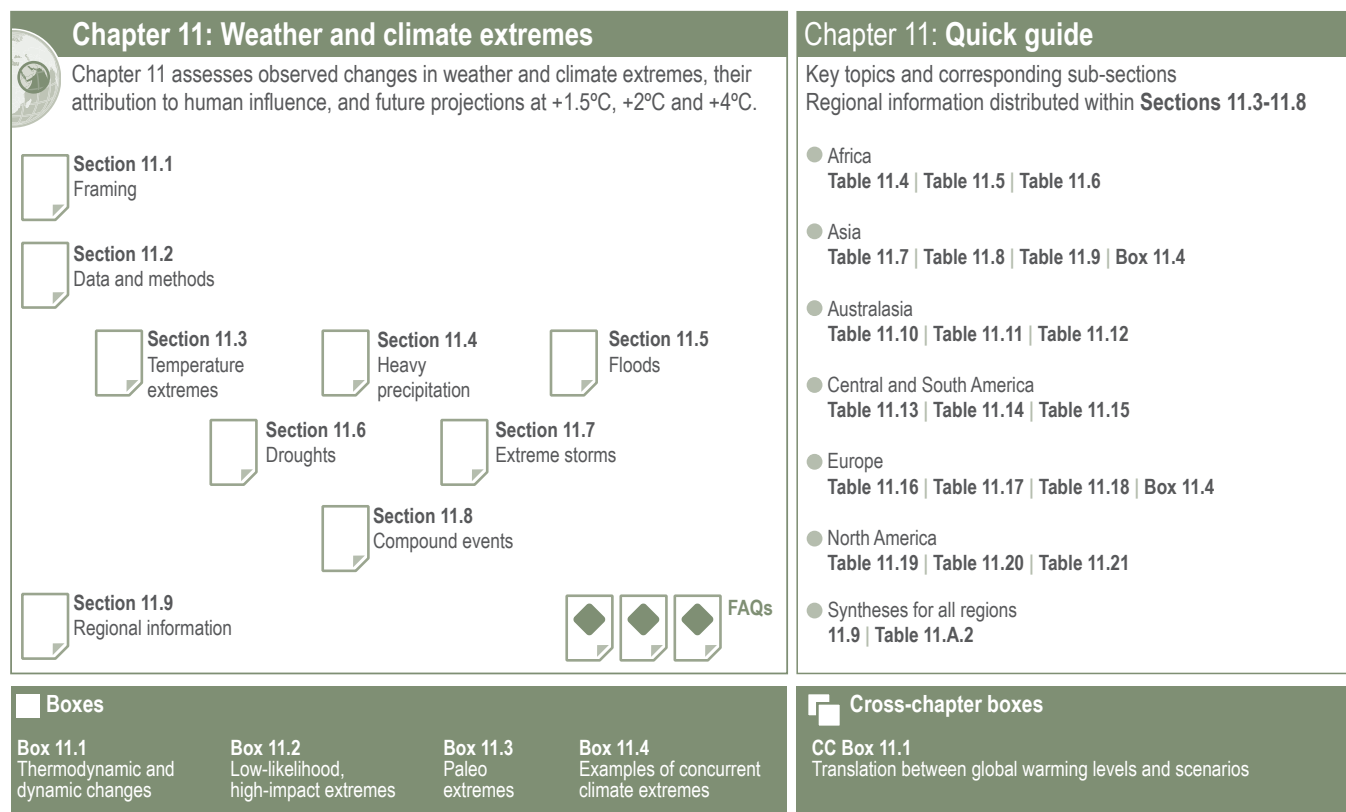 Chapter 11: Weather and climate extremes
Chapter 11 assesses observed changes in weather and climate extremes, their
attribution to human influence, and future projections at +1.5ºC, +2ºC and +4ºC.
Section 11.1
Framing
Section 11.2
Data and methods
Section 11.3
Temperature
extremes
Section 11.4
Heavy
precipitation
Section 11.5
Floods
Section 11.6
Droughts
Section 11.7
Extreme storms
Section 11.8
Compound events
Section 11.9
Regional information
FAQs
Chapter 11: Quick guide
Key topics and corresponding sub-sections
Regional information distributed within Sections 11.3-11.8
Africa
Table 11.4 | Table 11.5 | Table 11.6
Asia
Table 11.7 | Table 11.8 | Table 11.9 | Box 11.4
Australasia
Table 11.10 | Table 11.11 | Table 11.12
Central and South America
Table 11.13 | Table 11.14 | Table 11.15
Europe
Table 11.16 | Table 11.17 | Table 11.18 | Box 11.4
North America
Table 11.19 | Table 11.20 | Table 11.21
Syntheses for all regions
11.9 | Table 11.A.2
Boxes
Box 11.1
Thermodynamic and
dynamic changes
Box 11.2
Low-likelihood,
high-impact extremes
Box 11.3
Paleo
extremes
Box 11.4
Examples of concurrent
climate extremes
Cross-chapter boxes
CC Box 11.1
Translation between global warming levels and scenarios